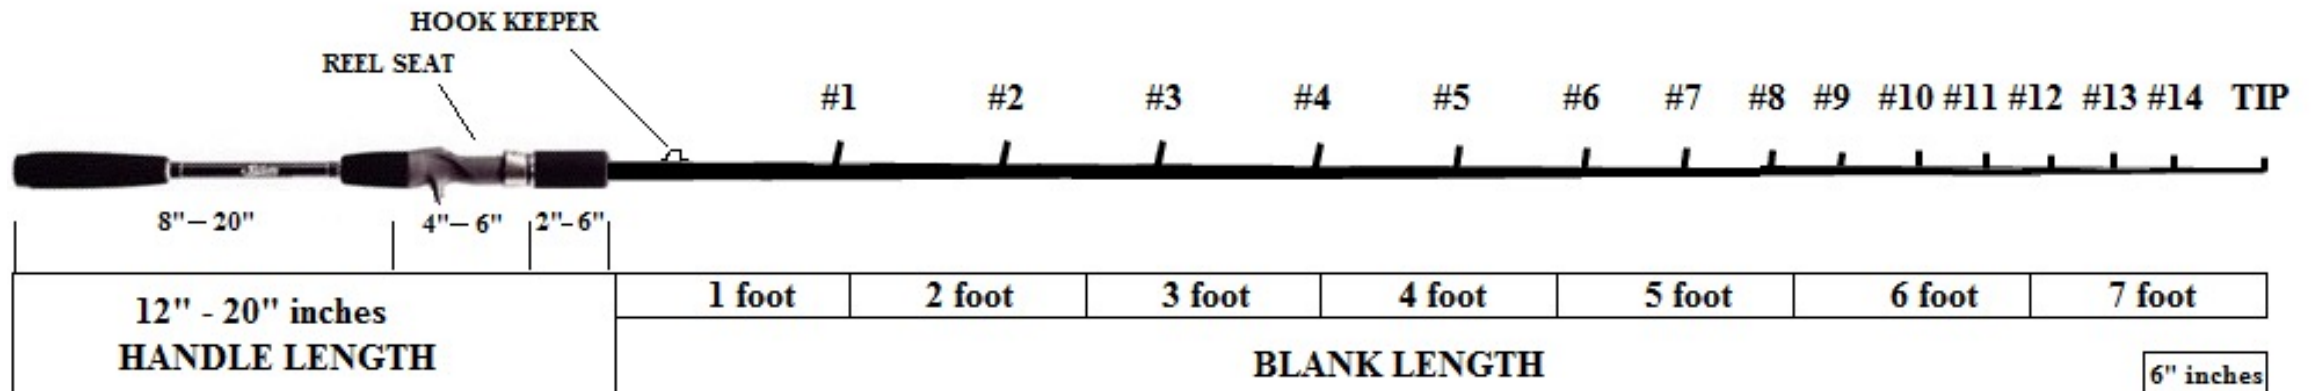 HOOK KEEPER
REEL SEAT
#1 #2 #3 #4 #5 #6 #7 #8 #9 #10 #11 #12 #13 #14 TIP
8"— 20" 4"— 6" 2"- 6"
1 foot 2 foot 3 foot 4 foot 5 foot 6 foot 7 foot
12" - 20" inches
HANDLE LENGTH
BLANK LENGTH
6" inches